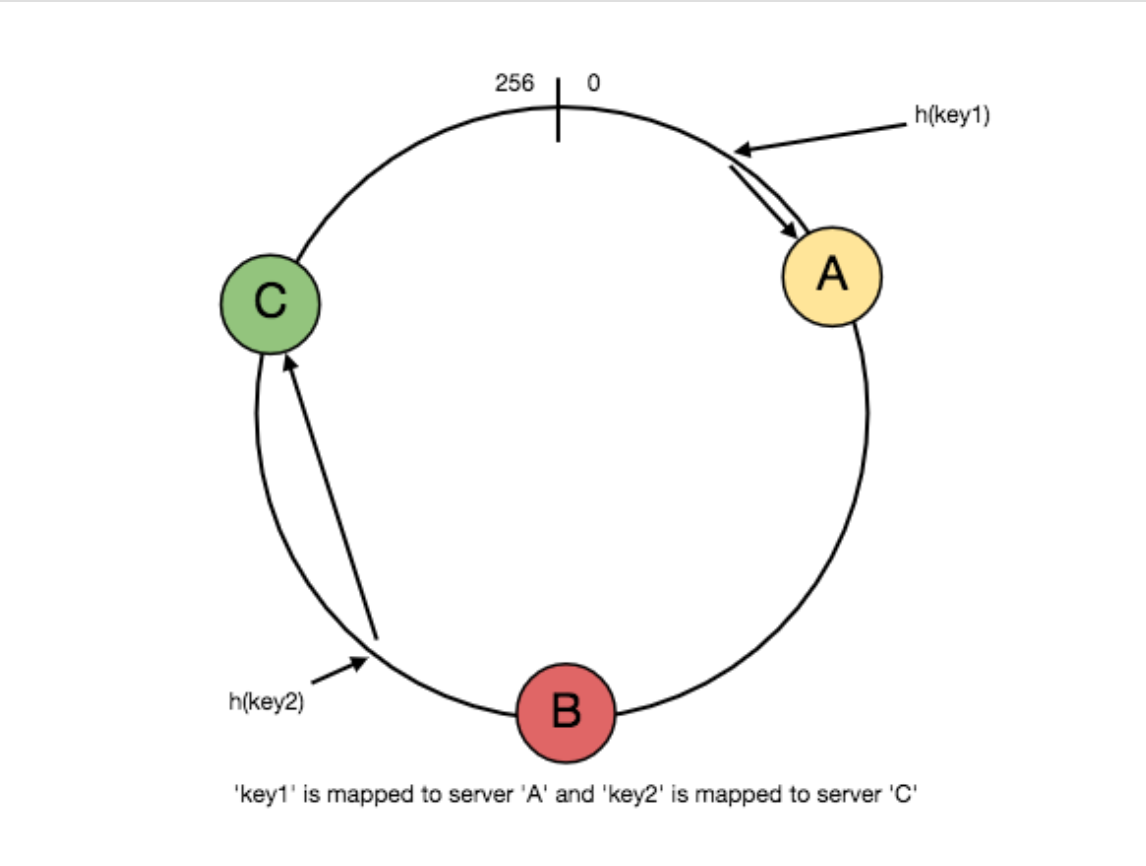 256 0
h(key1)
A
C
h(key2)
B
'key1' is mapped to server 'A' and 'key2' is mapped to server 'C'